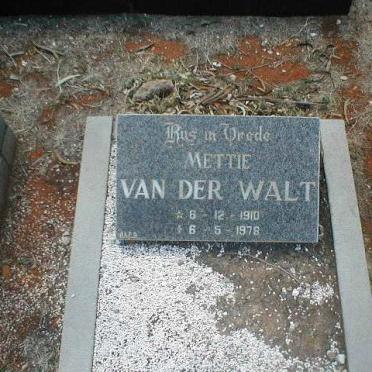 Rus in Vrede
METTIE
VAN DER WALT
☆ 6 - 12 - 1910
✝ 6 - 5 - 1978